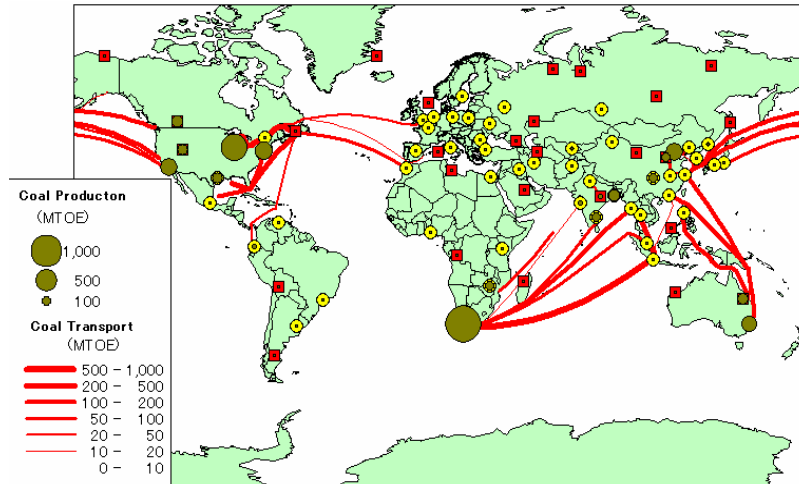 Coal Producton
(MTOE)
1,000
500
100
Coal Transport
(MTOE)
500 - 1,000
200 - 500
100 - 200
50 - 100
20 - 50
10 - 20
0 - 10